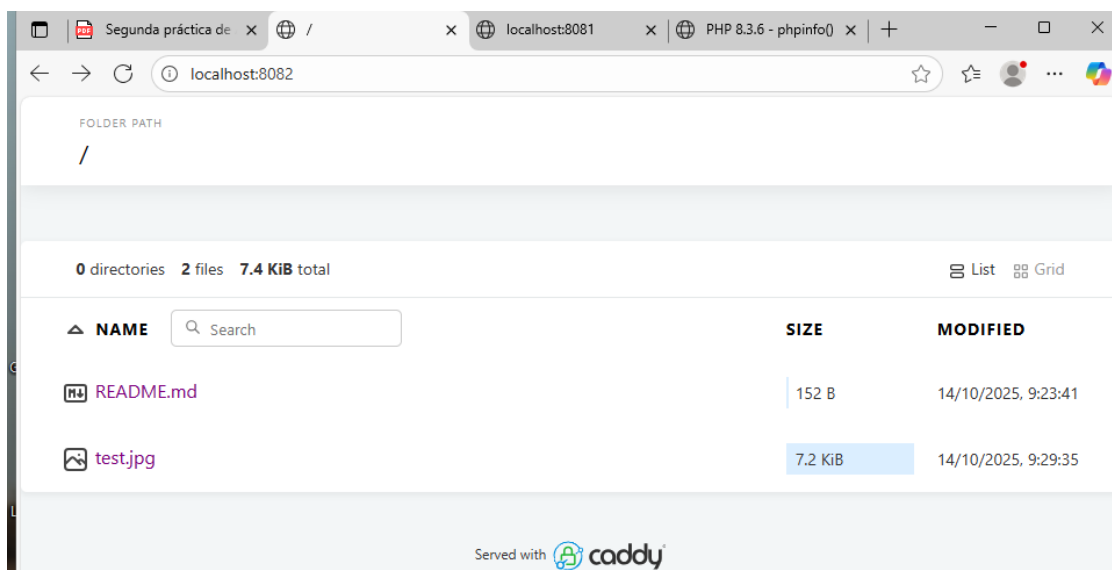 Segunda práctica de
/
localhost:8081
PHP 8.3.6 - phpinfo()
localhost:8082
FOLDER PATH
/
0 directories 2 files 7.4 KiB total
List Grid
NAME Search SIZE MODIFIED
README.md 152 B 14/10/2025, 9:23:41
test.jpg 7.2 KiB 14/10/2025, 9:29:35
Served with caddy